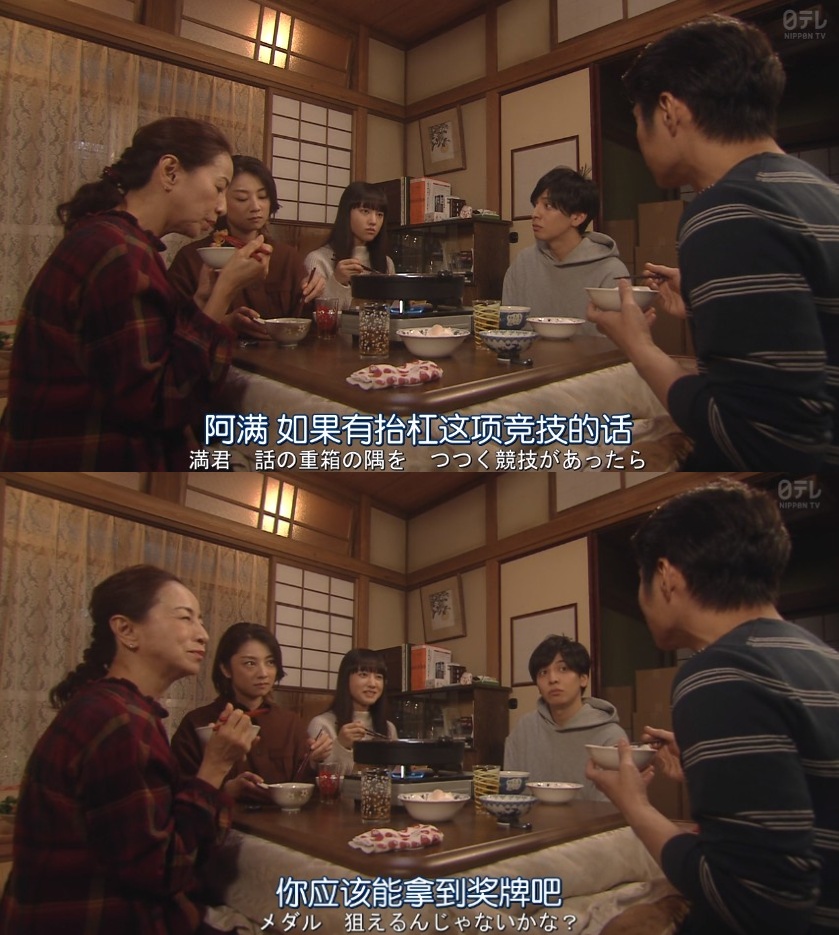 日テレ
NIPPON TV
阿满 如果有抬杠这项竞技的话
満君　話の重箱の隅を　つつく競技があったら
日テレ
NIPPON TV
你应该能拿到奖牌吧
メダル　狙えるんじゃないかな？